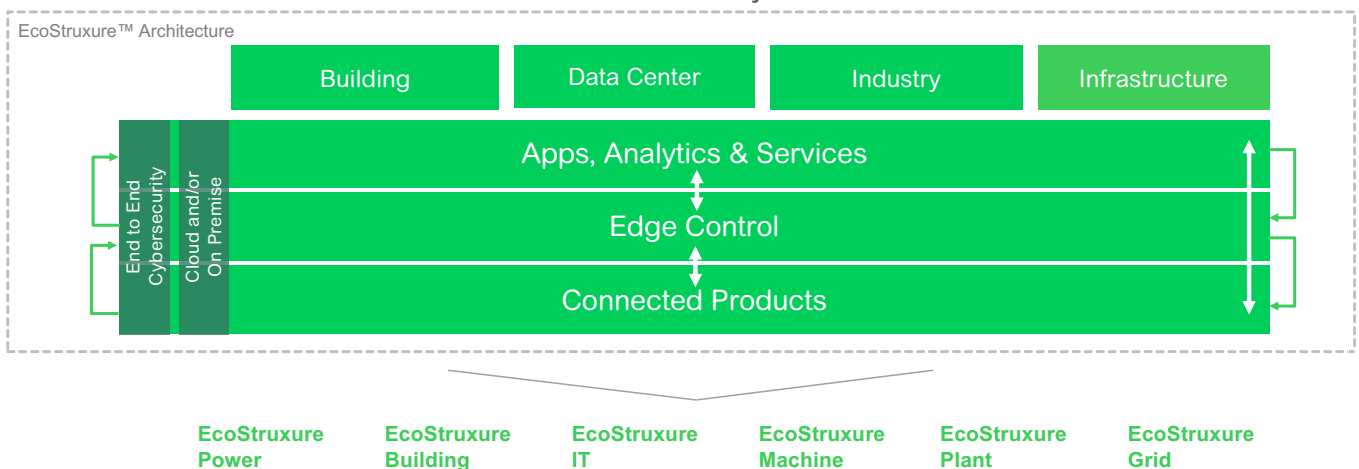 EcoStruxure™ Architecture
Building
Data Center
Industry
Infrastructure
End to End
Cybersecurity
Cloud and/or
On Premise
Apps, Analytics & Services
Edge Control
Connected Products
EcoStruxure
Power
EcoStruxure
Building
EcoStruxure
IT
EcoStruxure
Machine
EcoStruxure
Plant
EcoStruxure
Grid